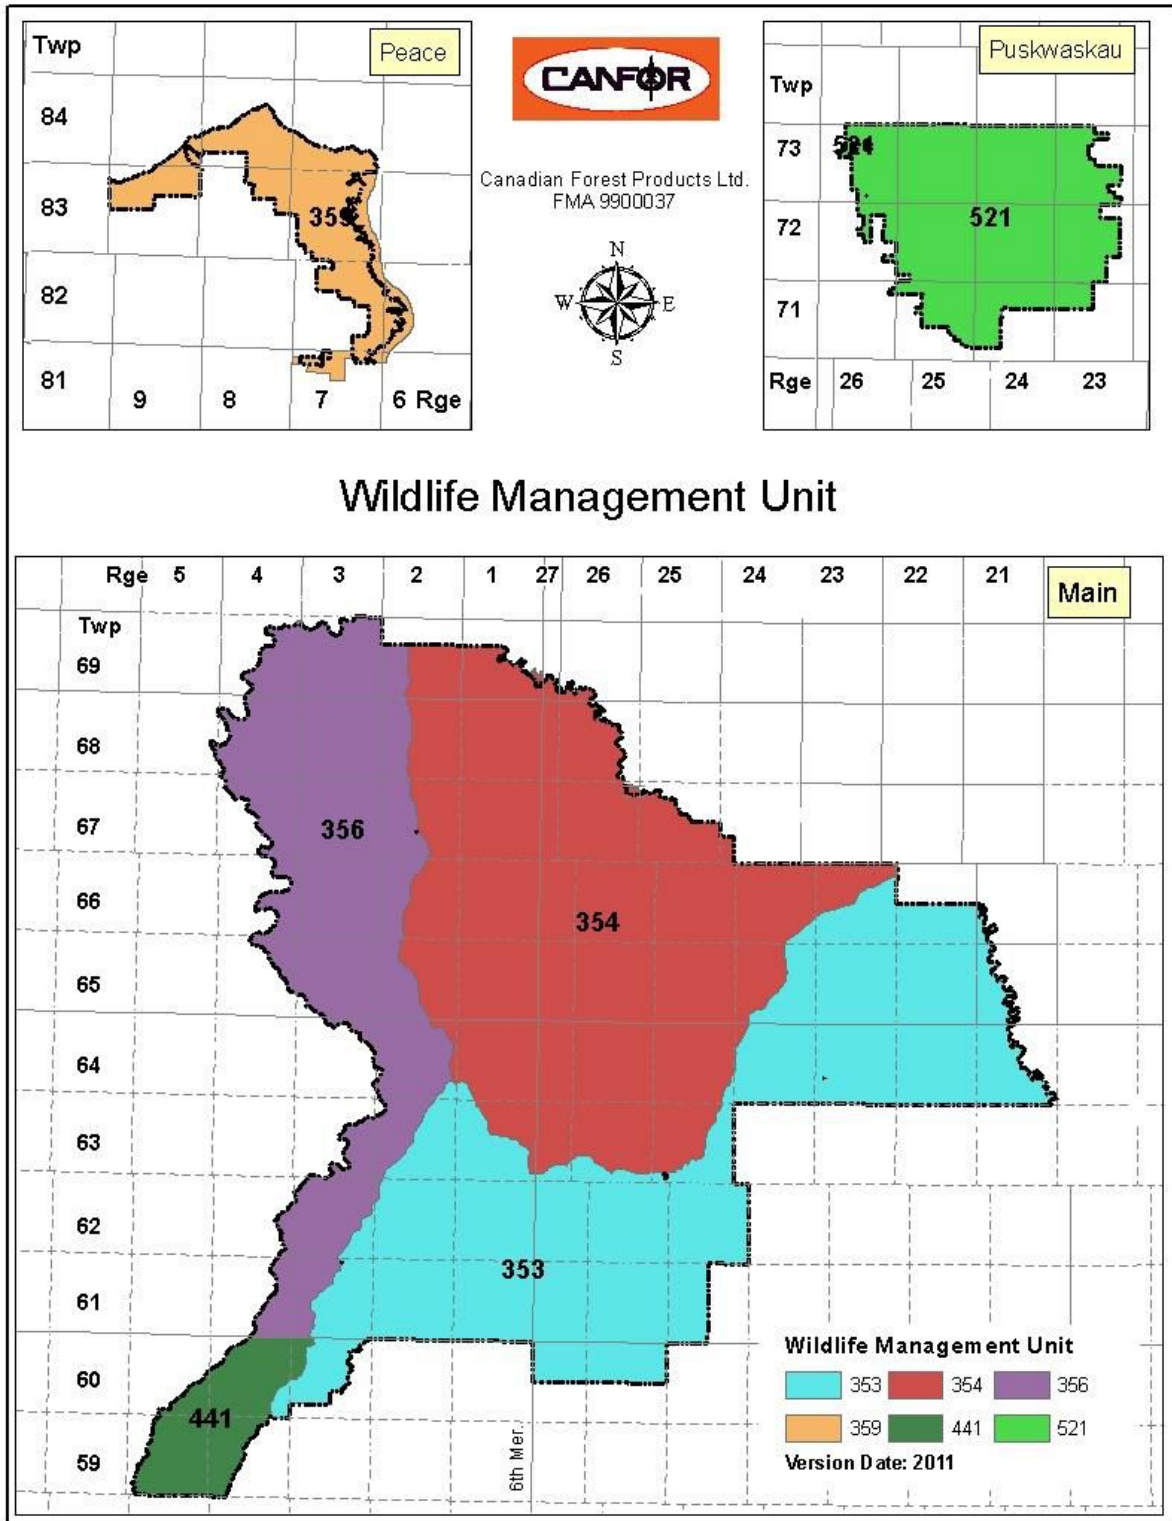 Twp
Peace
84
83
82
81
359
9 8 7 6 Rge
CANFOR
Canadian Forest Products Ltd.
FMA 9900037
N
W E
S
Puskwaskau
Twp
73
72
71
521
521
Rge 26 25 24 23
Wildlife Management Unit
Rge 5 4 3 2 1 27 26 25 24 23 22 21
Main
Twp
69
68
67
66
65
64
63
62
61
60
59
356
354
353
441
6th Mer.
Wildlife Management Unit
353 354 356
359 441 521
Version Date: 2011